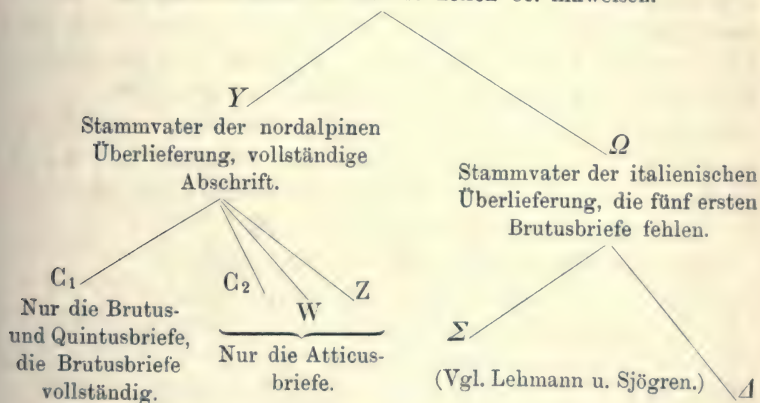 Y
Stammvater der nordalpinen
Überlieferung, vollständige
Abschrift.
Ω
Stammvater der italienischen
Überlieferung, die fünf ersten
Brutusbriefe fehlen.
C₁
Nur die Brutus-
und Quintusbriefe,
die Brutusbriefe
vollständig.
C₂
W
Z
Nur die Atticus-
briefe.
Σ
(Vgl. Lehmann u. Sjögren.)
Δ